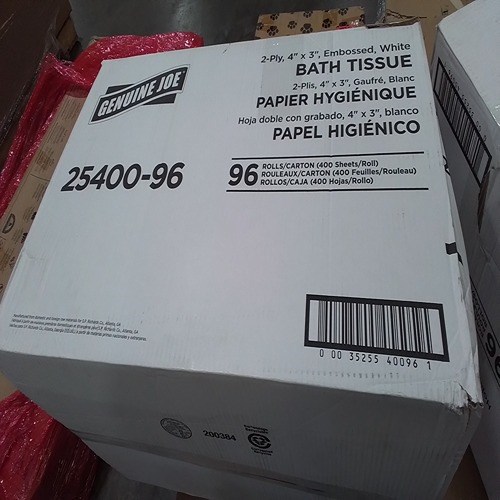 GENUINE JOE
2-Ply, 4" x 3", Embossed, White
BATH TISSUE
2-Plis, 4" x 3", Gaufré, Blanc
PAPIER HYGIÉNIQUE
Hoja doble con grabado, 4" x 3", blanco
PAPEL HIGIÉNICO
25400-96
96
ROLLS/CARTON (400 Sheets/Roll)
ROULEAUX/CARTON (400 Feuilles/Rouleau)
ROLLOS/CAJA (400 Hojas/Rollo)
0 00 35255 40096 1
200384